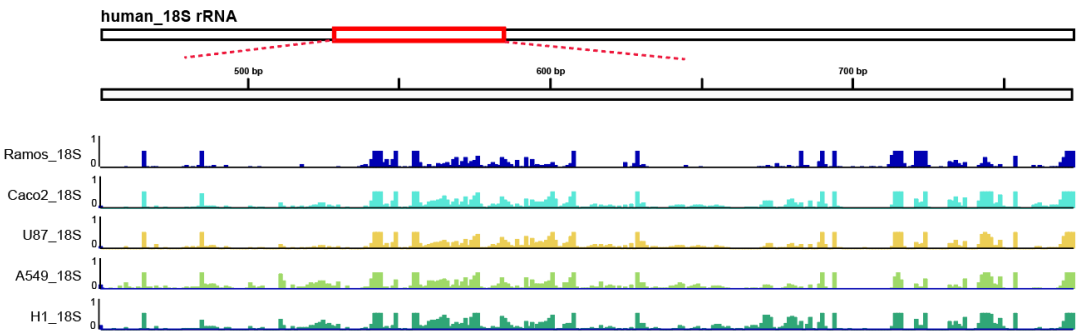 human_18S rRNA
500 bp
600 bp
700 bp
1
Ramos_18S
0
1
Caco2_18S
0
1
U87_18S
0
1
A549_18S
0
1
H1_18S
0